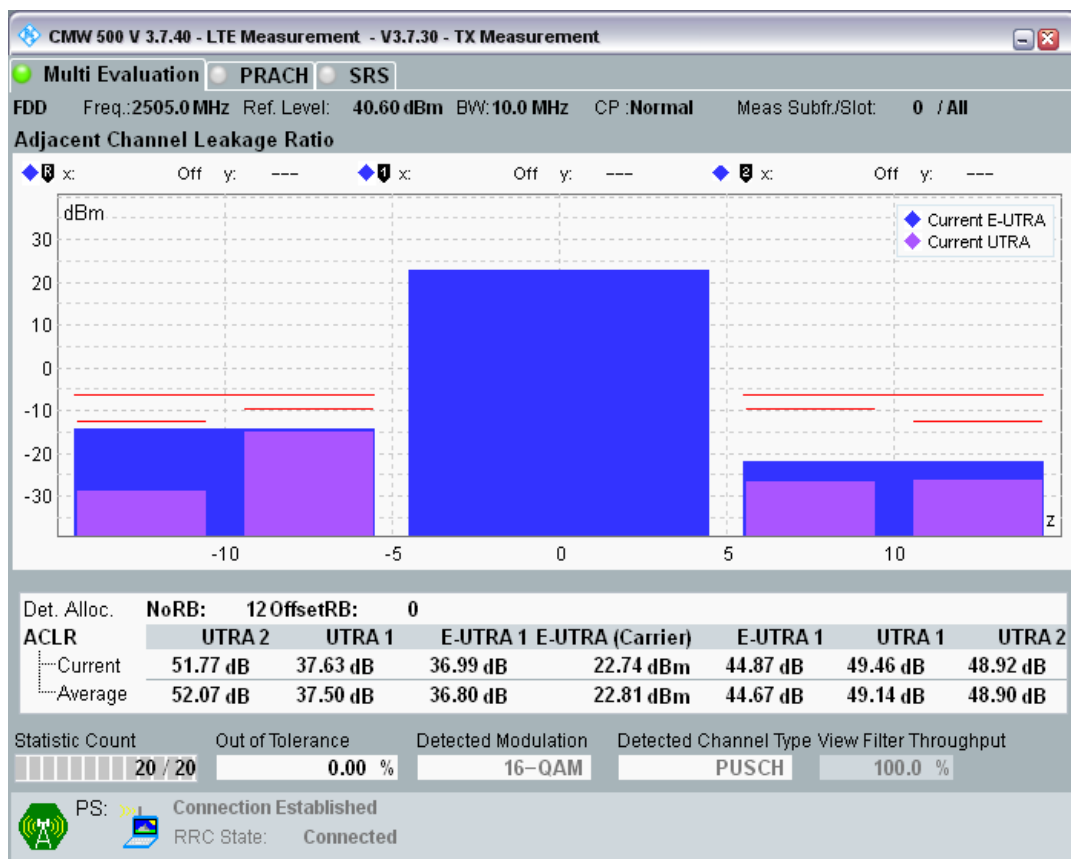 CMW 500 V 3.7.40 - LTE Measurement - V3.7.30 - TX Measurement
Multi Evaluation PRACH SRS
FDD Freq.:2505.0 MHz Ref. Level: 40.60 dBm BW:10.0 MHz CP :Normal Meas Subfr./Slot: 0 / All
Adjacent Channel Leakage Ratio
R x: Off y: --- 1 x: Off y: --- 2 x: Off y: ---
dBm
Current E-UTRA
Current UTRA
30
20
10
0
-10
-20
-30
z
-10 -5 0 5 10
Det. Alloc. NoRB: 12 OffsetRB: 0
ACLR UTRA 2 UTRA 1 E-UTRA 1 E-UTRA (Carrier) E-UTRA 1 UTRA 1 UTRA 2
Current 51.77 dB 37.63 dB 36.99 dB 22.74 dBm 44.87 dB 49.46 dB 48.92 dB
Average 52.07 dB 37.50 dB 36.80 dB 22.81 dBm 44.67 dB 49.14 dB 48.90 dB
Statistic Count Out of Tolerance Detected Modulation Detected Channel Type View Filter Throughput
20 / 20 0.00 % 16-QAM PUSCH 100.0 %
PS: Connection Established
RRC State: Connected